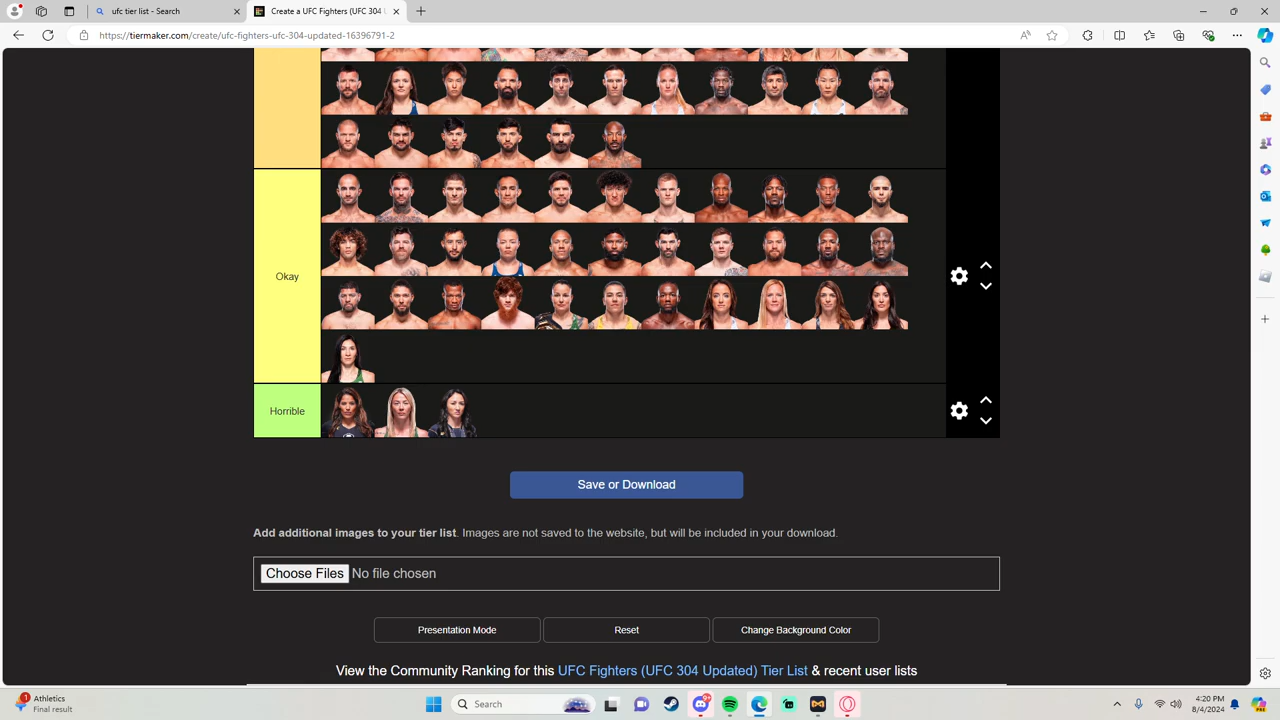 ufc tier list - Search
Create a UFC Fighters (UFC 304 U
https://tiermaker.com/create/ufc-fighters-ufc-304-updated-16396791-2
Okay
Horrible
Save or Download
Add additional images to your tier list. Images are not saved to the website, but will be included in your download.
Choose Files No file chosen
Presentation Mode
Reset
Change Background Color
View the Community Ranking for this UFC Fighters (UFC 304 Updated) Tier List & recent user lists
1
Athletics
Final result
Search
9+
4:20 PM
8/4/2024